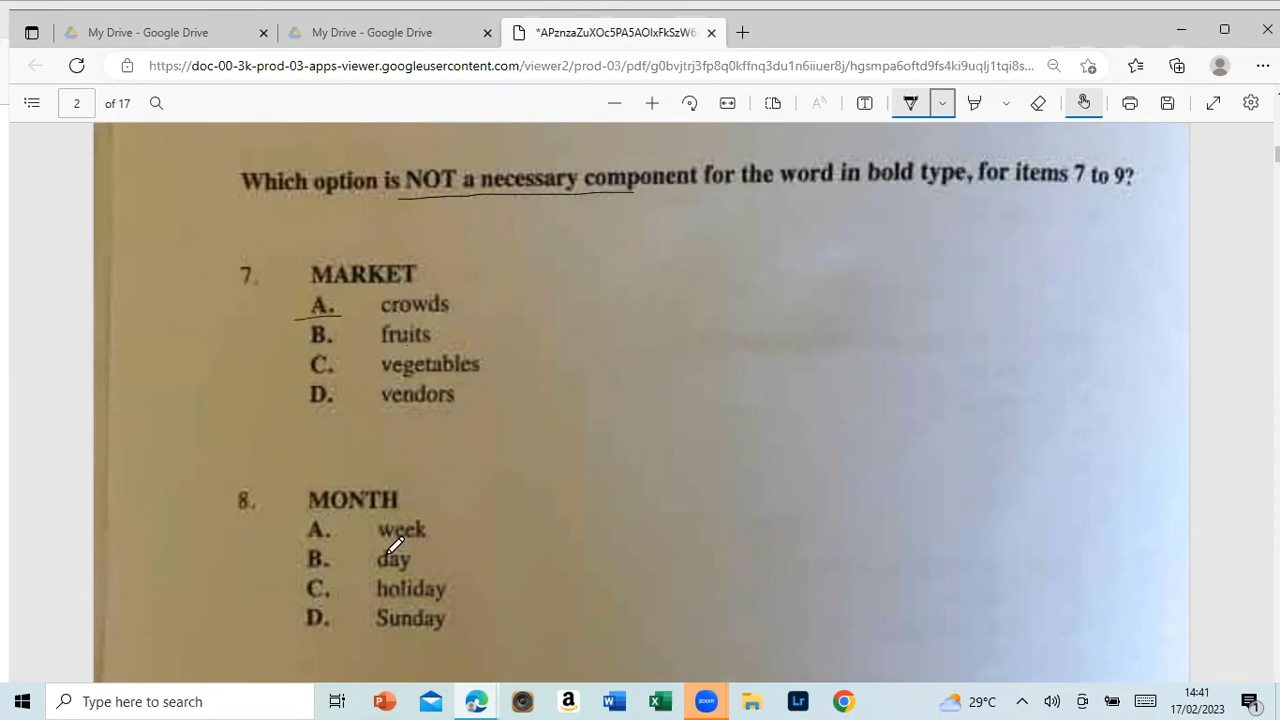 My Drive - Google Drive
My Drive - Google Drive
*APznzaZuXOc5PA5AOlxFkSzW6
https://doc-00-3k-prod-03-apps-viewer.googleusercontent.com/viewer2/prod-03/pdf/g0bvjtrj3fp8q0kffnq3du1n6iiuer8j/hgsmpa6oftd9fs4ki9uqlj1tqi8s...
2 of 17
Which option is NOT a necessary component for the word in bold type, for items 7 to 9?
7. MARKET
A. crowds
B. fruits
C. vegetables
D. vendors
8. MONTH
A. week
B. day
C. holiday
D. Sunday
Type here to search
29°C
14:41
17/02/2023